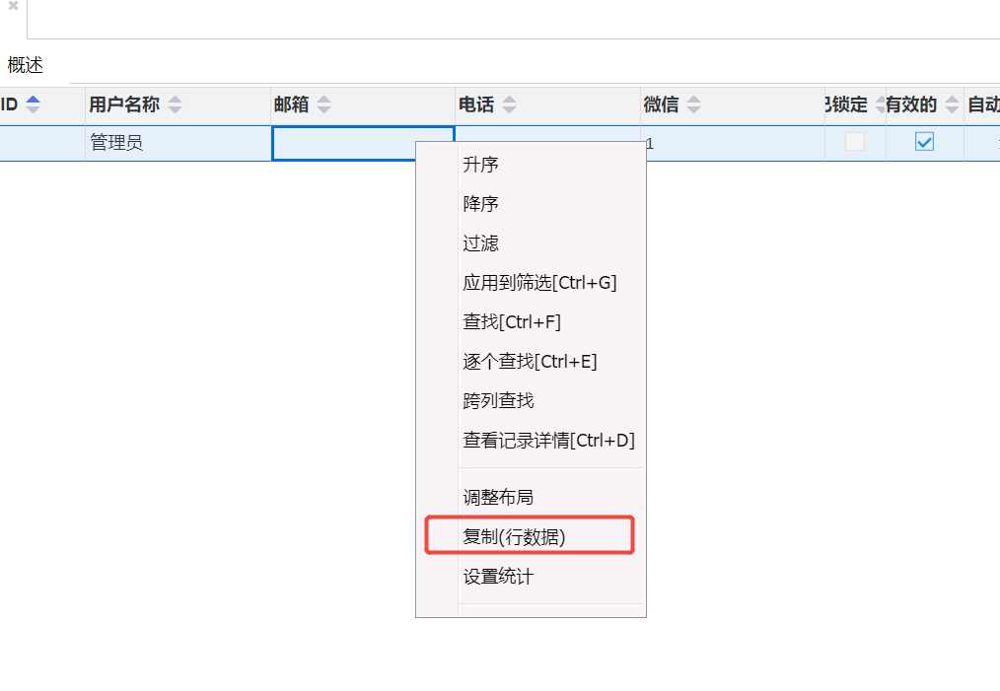 概述
ID 用户名称 邮箱 电话 微信 已锁定 有效的 自动
管理员 1
升序
降序
过滤
应用到筛选[Ctrl+G]
查找[Ctrl+F]
逐个查找[Ctrl+E]
跨列查找
查看记录详情[Ctrl+D]
调整布局
复制(行数据)
设置统计